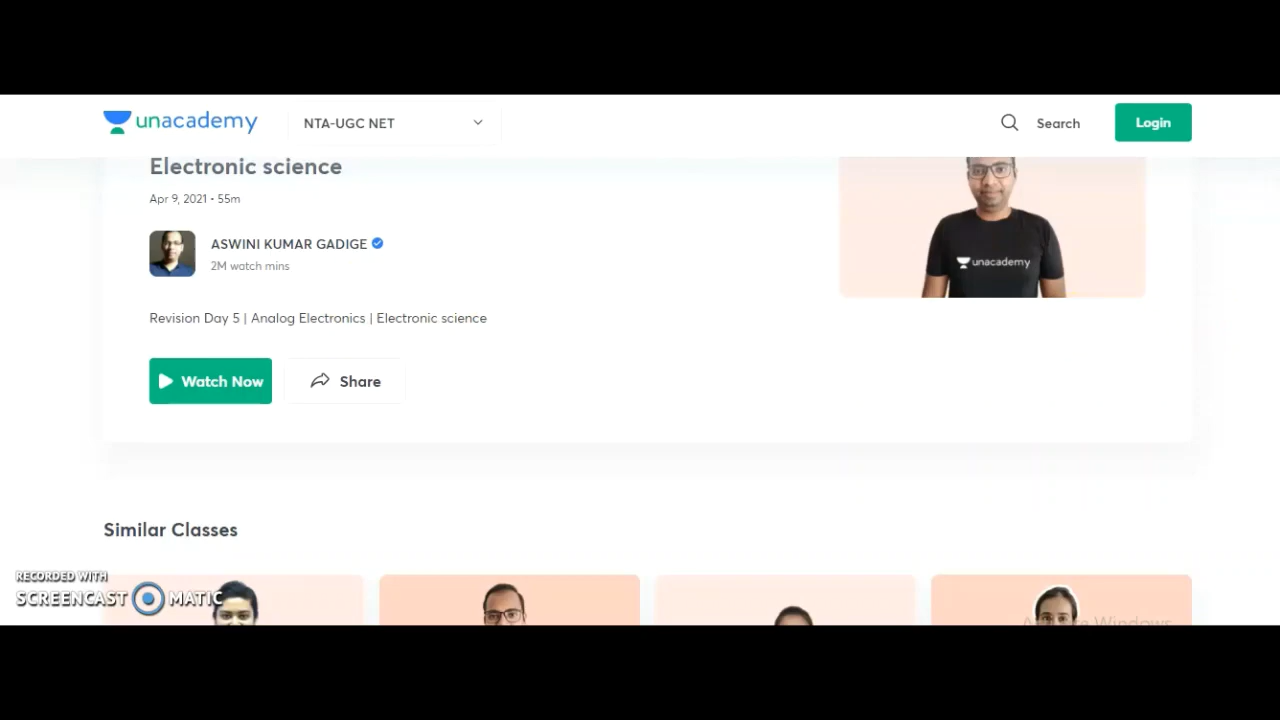 unacademy
NTA-UGC NET
Search
Login
Electronic science
Apr 9, 2021 • 55m
ASWINI KUMAR GADIGE
2M watch mins
unacademy
Revision Day 5 | Analog Electronics | Electronic science
Watch Now
Share
Similar Classes
RECORDED WITH
SCREENCAST MATIC
Windows